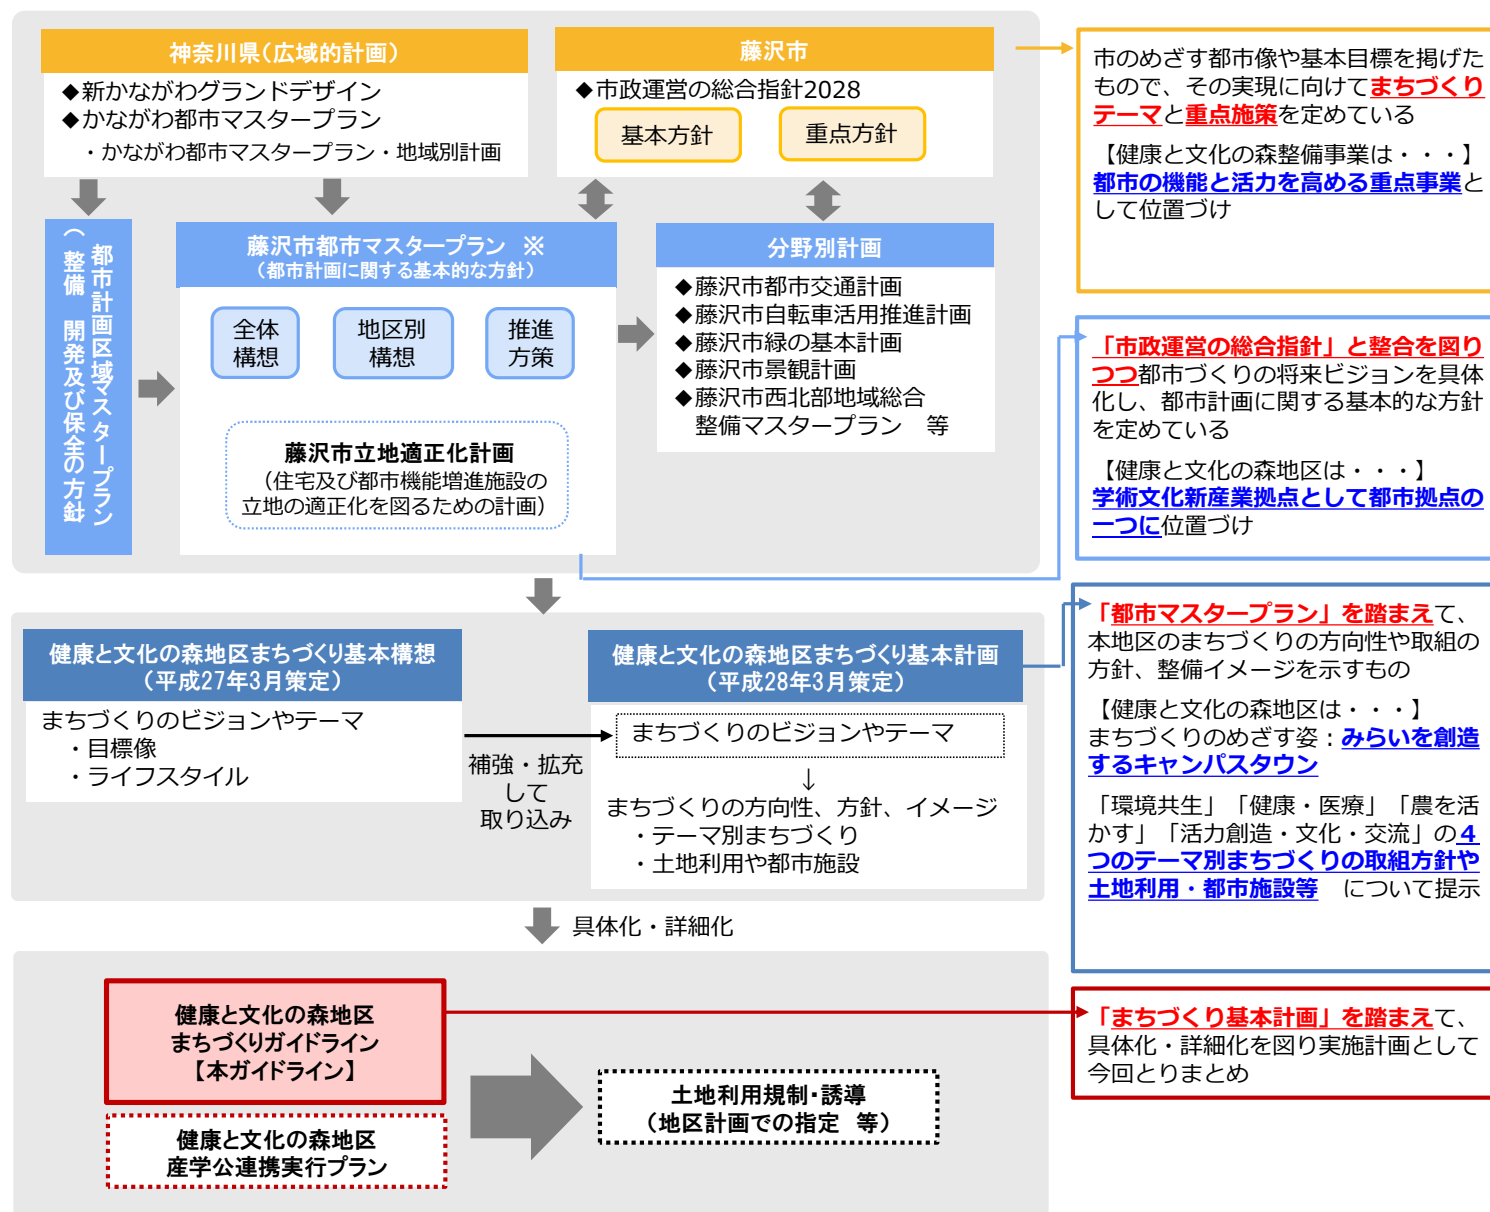 神奈川県（広域的計画）
◆新かながわグランドデザイン
◆かながわ都市マスタープラン
・かながわ都市マスタープラン・地域別計画
藤沢市
◆市政運営の総合指針2028
基本方針
重点方針
都市計画区域マスタープラン
（整備　開発及び保全の方針
藤沢市都市マスタープラン　※
（都市計画に関する基本的な方針）
全体
構想
地区別
構想
推進
方策
藤沢市立地適正化計画
（住宅及び都市機能増進施設の
立地の適正化を図るための計画）
分野別計画
◆藤沢市都市交通計画
◆藤沢市自転車活用推進計画
◆藤沢市緑の基本計画
◆藤沢市景観計画
◆藤沢市西北部地域総合
整備マスタープラン　等
市のめざす都市像や基本目標を掲げた
もので、その実現に向けてまちづくり
テーマと重点施策を定めている
【健康と文化の森整備事業は・・・】
都市の機能と活力を高める重点事業と
して位置づけ
「市政運営の総合指針」と整合を図り
つつ都市づくりの将来ビジョンを具体
化し、都市計画に関する基本的な方針
を定めている
【健康と文化の森地区は・・・】
学術文化新産業拠点として都市拠点の
一つに位置づけ
健康と文化の森地区まちづくり基本構想
（平成27年3月策定）
まちづくりのビジョンやテーマ
・目標像
・ライフスタイル
補強・拡充
して
取り込み
健康と文化の森地区まちづくり基本計画
（平成28年3月策定）
まちづくりのビジョンやテーマ
↓
まちづくりの方向性、方針、イメージ
・テーマ別まちづくり
・土地利用や都市施設
「都市マスタープラン」を踏まえて、
本地区のまちづくりの方向性や取組の
方針、整備イメージを示すもの
【健康と文化の森地区は・・・】
まちづくりのめざす姿：みらいを創造
するキャンパスタウン
「環境共生」「健康・医療」「農を活
かす」「活力創造・文化・交流」の４
つのテーマ別まちづくりの取組方針や
土地利用・都市施設等　について提示
具体化・詳細化
健康と文化の森地区
まちづくりガイドライン
【本ガイドライン】
健康と文化の森地区
産学公連携実行プラン
土地利用規制・誘導
（地区計画での指定　等）
「まちづくり基本計画」を踏まえて、
具体化・詳細化を図り実施計画として
今回とりまとめ